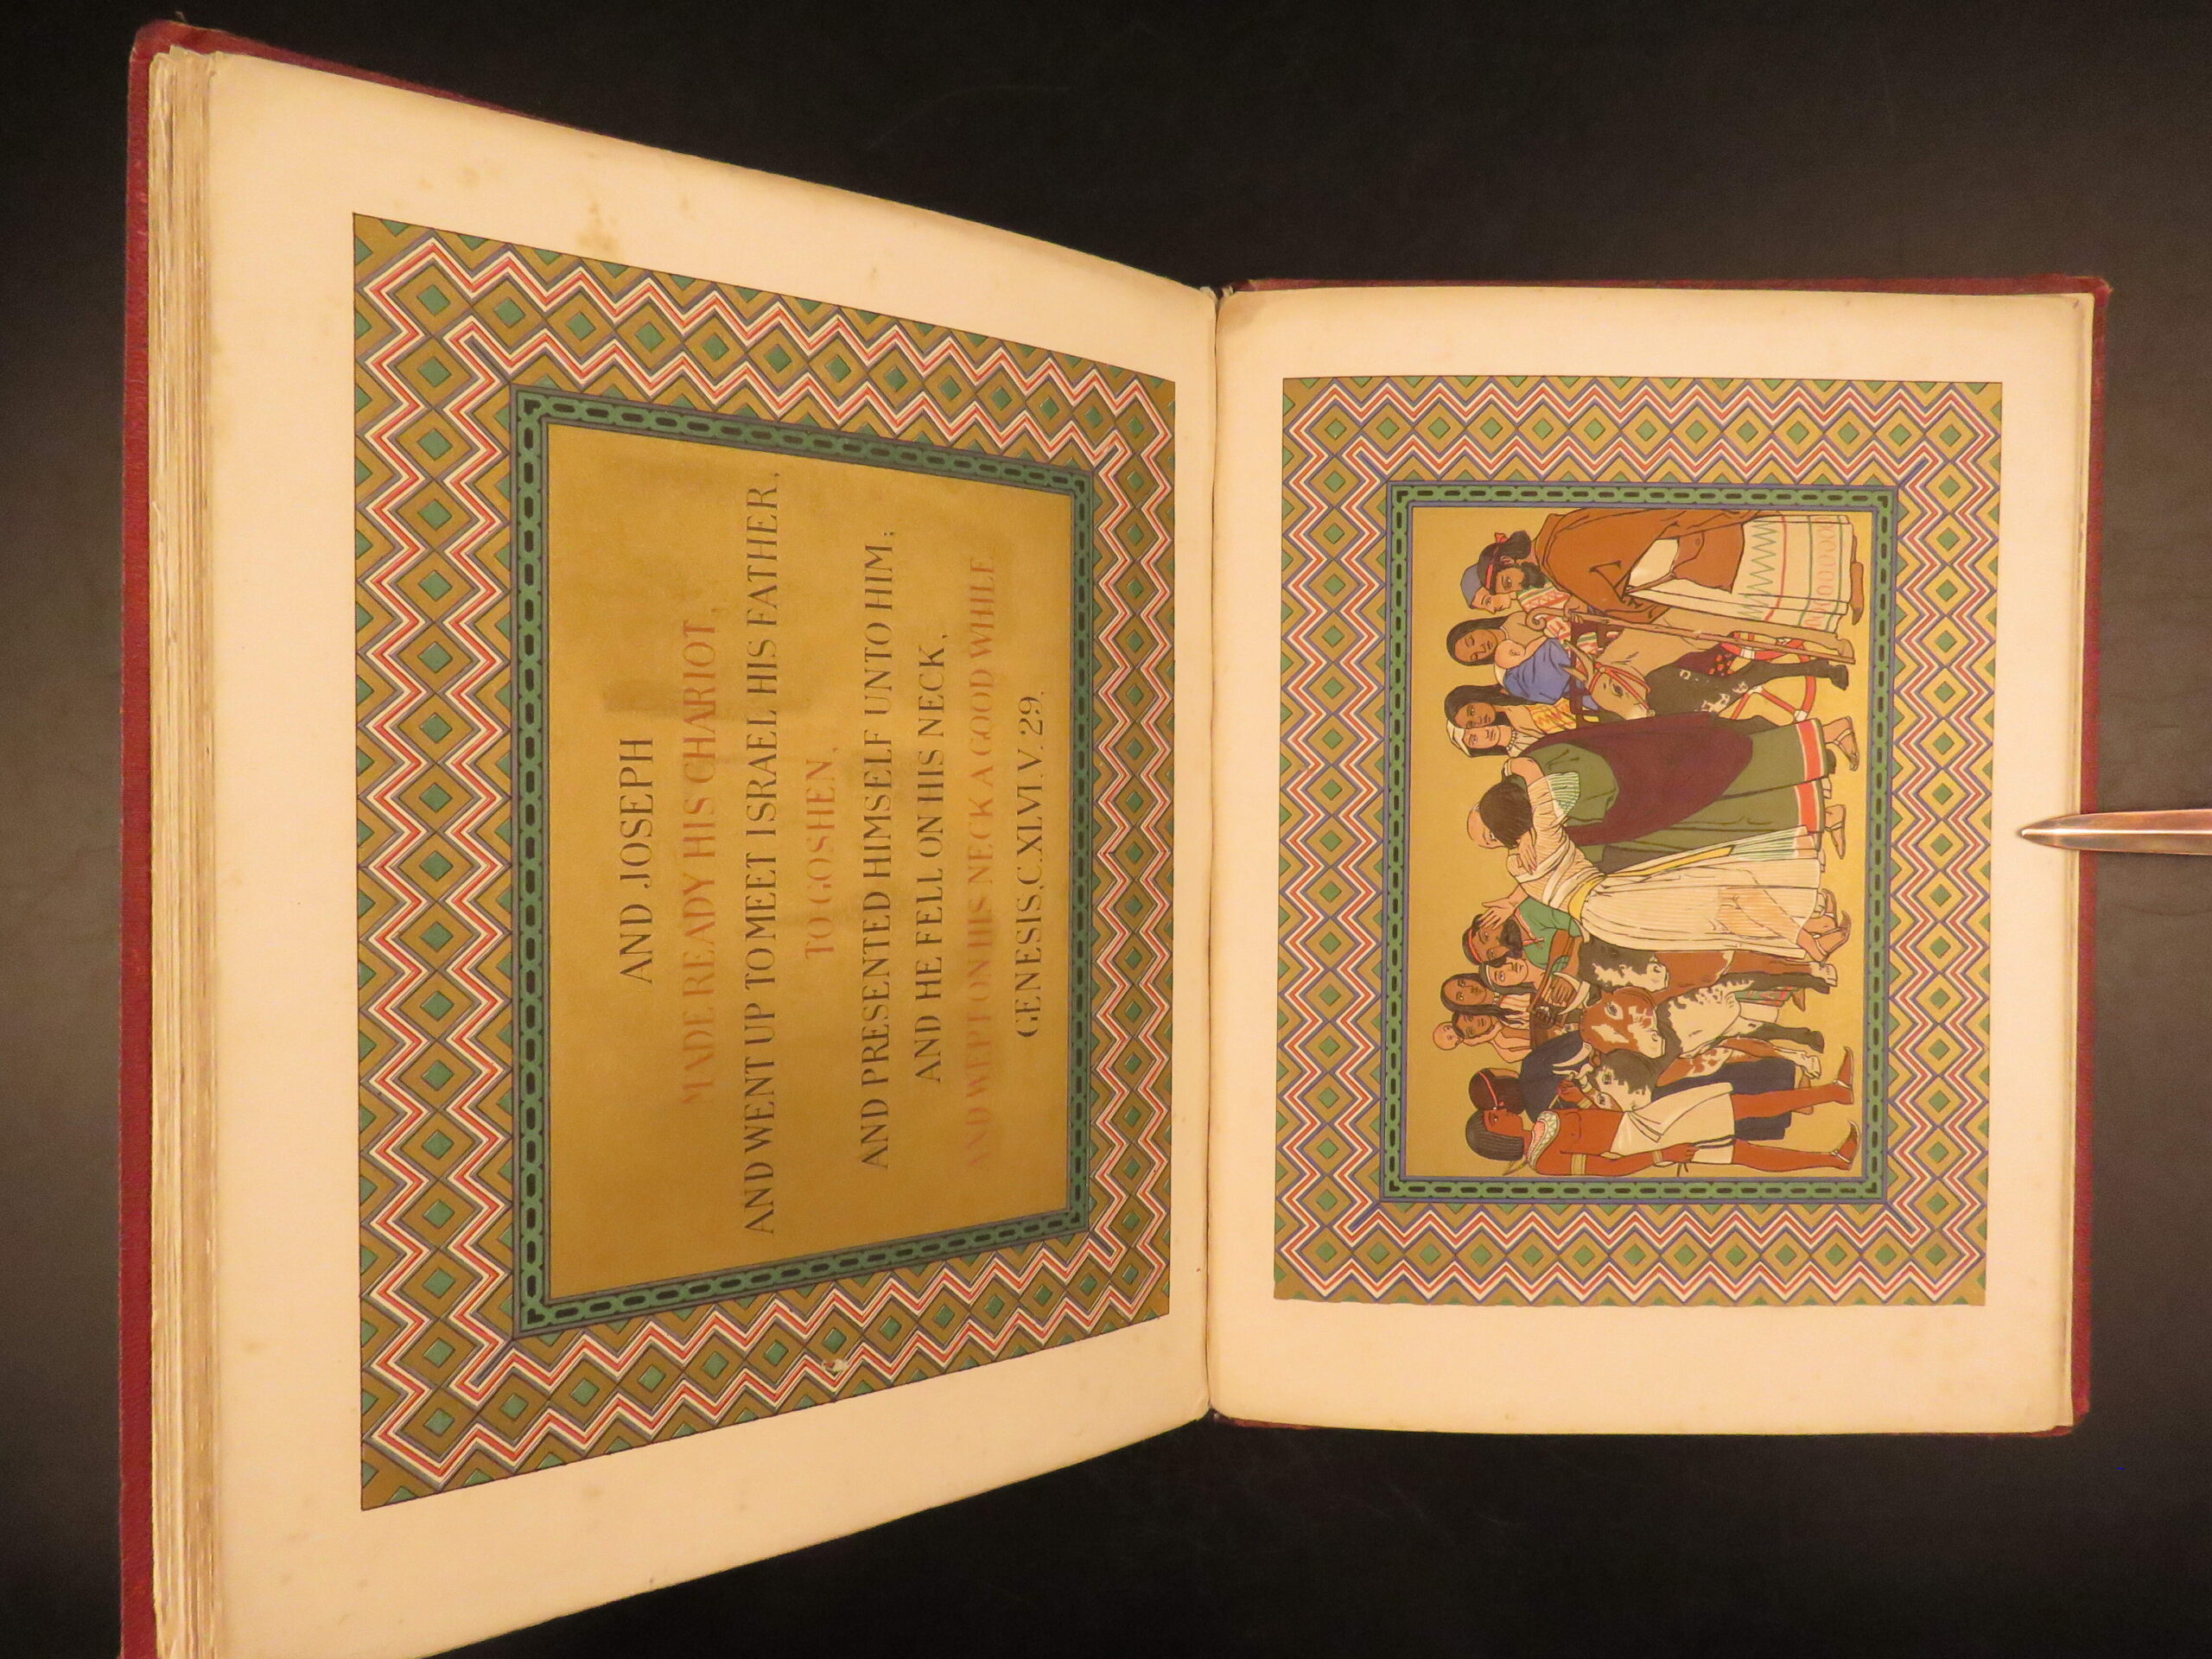 AND JOSEPH
MADE READY HIS CHARIOT,
AND WENT UP TO MEET ISRAEL HIS FATHER,
TO GOSHEN,
AND PRESENTED HIMSELF UNTO HIM;
AND HE FELL ON HIS NECK,
AND WEPT ON HIS NECK A GOOD WHILE
GENESIS, C. XLVI. V. 29.